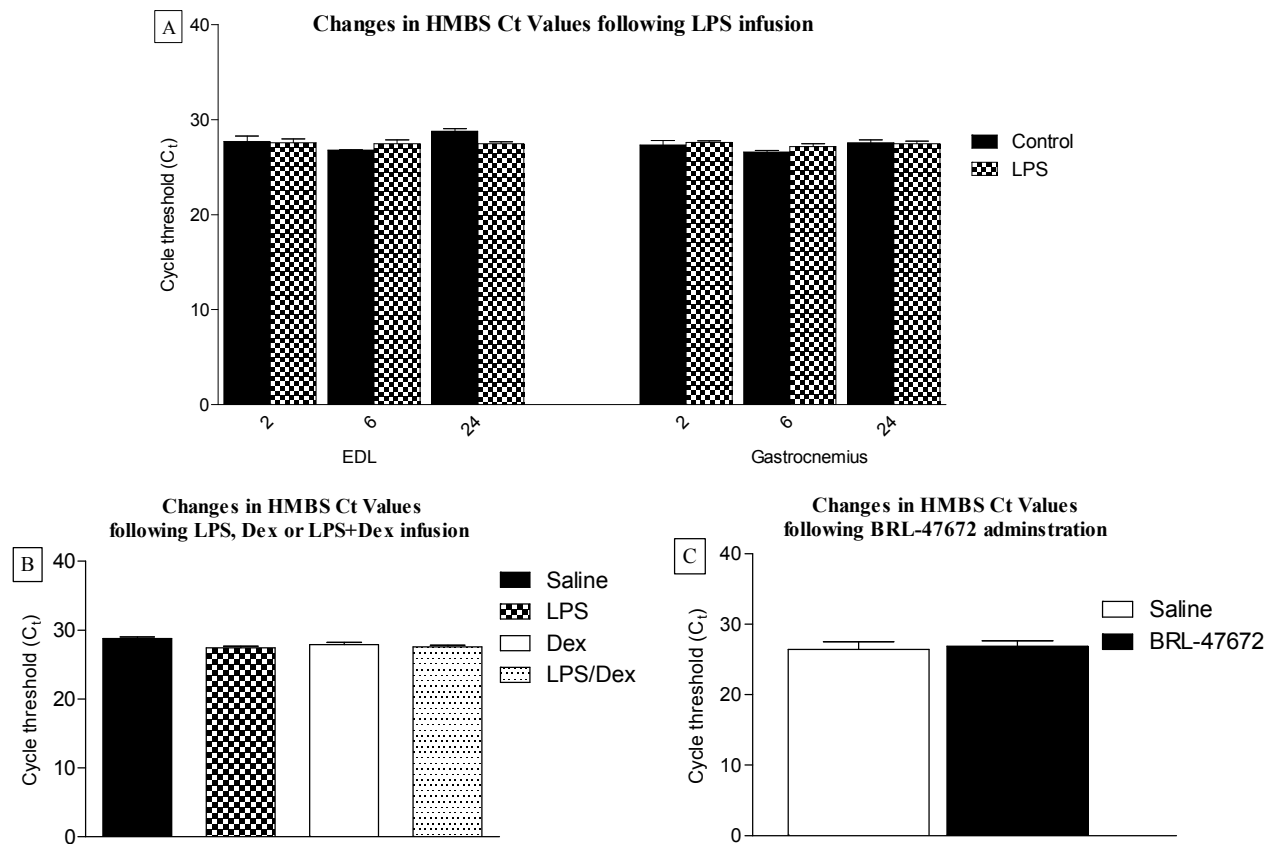 A
Changes in HMBS Ct Values following LPS infusion
40
30
20
10
0
Cycle threshold (Ct)
Control
LPS
2
6
24
2
6
24
EDL
Gastrocnemius
Changes in HMBS Ct Values
following LPS, Dex or LPS+Dex infusion
B
40
30
20
10
0
Cycle threshold (Ct)
Saline
LPS
Dex
LPS/Dex
Changes in HMBS Ct Values
following BRL-47672 adminstration
C
40
30
20
10
0
Cycle threshold (Ct)
Saline
BRL-47672